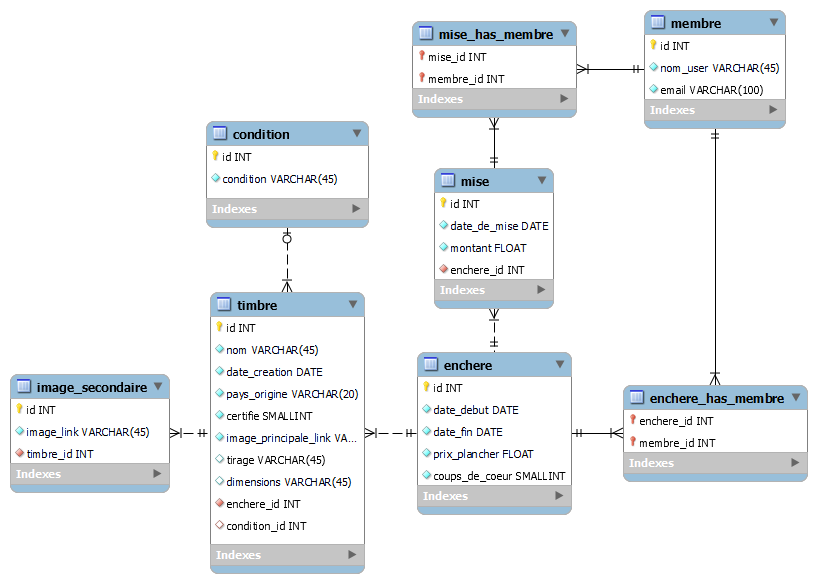 mise_has_membre
mise_id INT
membre_id INT
Indexes
membre
id INT
nom_user VARCHAR(45)
email VARCHAR(100)
Indexes
condition
id INT
condition VARCHAR(45)
Indexes
mise
id INT
date_de_mise DATE
montant FLOAT
enchere_id INT
Indexes
timbre
id INT
nom VARCHAR(45)
date_creation DATE
pays_origine VARCHAR(20)
certifie SMALLINT
image_principale_link VA...
tirage VARCHAR(45)
dimensions VARCHAR(45)
enchere_id INT
condition_id INT
Indexes
image_secondaire
id INT
image_link VARCHAR(45)
timbre_id INT
Indexes
enchere
id INT
date_debut DATE
date_fin DATE
prix_plancher FLOAT
coups_de_coeur SMALLINT
Indexes
enchere_has_membre
enchere_id INT
membre_id INT
Indexes